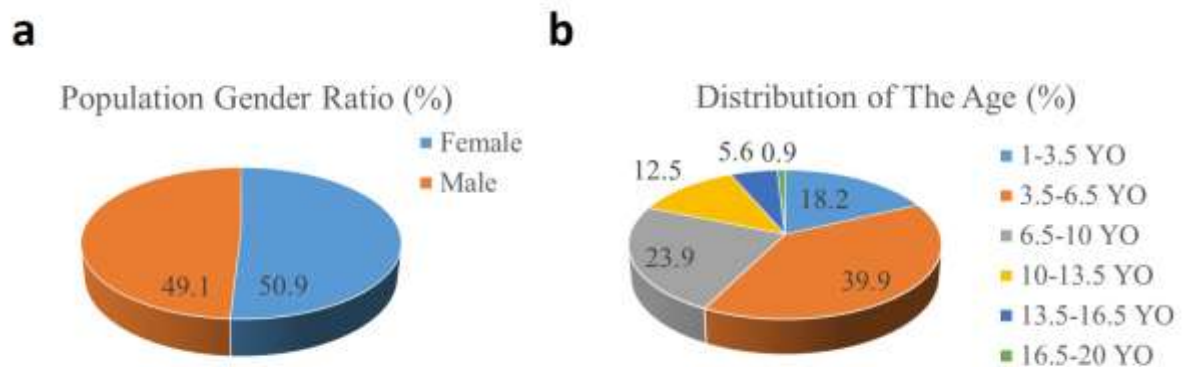 a
Population Gender Ratio (%)
Female
Male
49.1
50.9
b
Distribution of The Age (%)
5.6 0.9
12.5
18.2
23.9
39.9
1-3.5 YO
3.5-6.5 YO
6.5-10 YO
10-13.5 YO
13.5-16.5 YO
16.5-20 YO